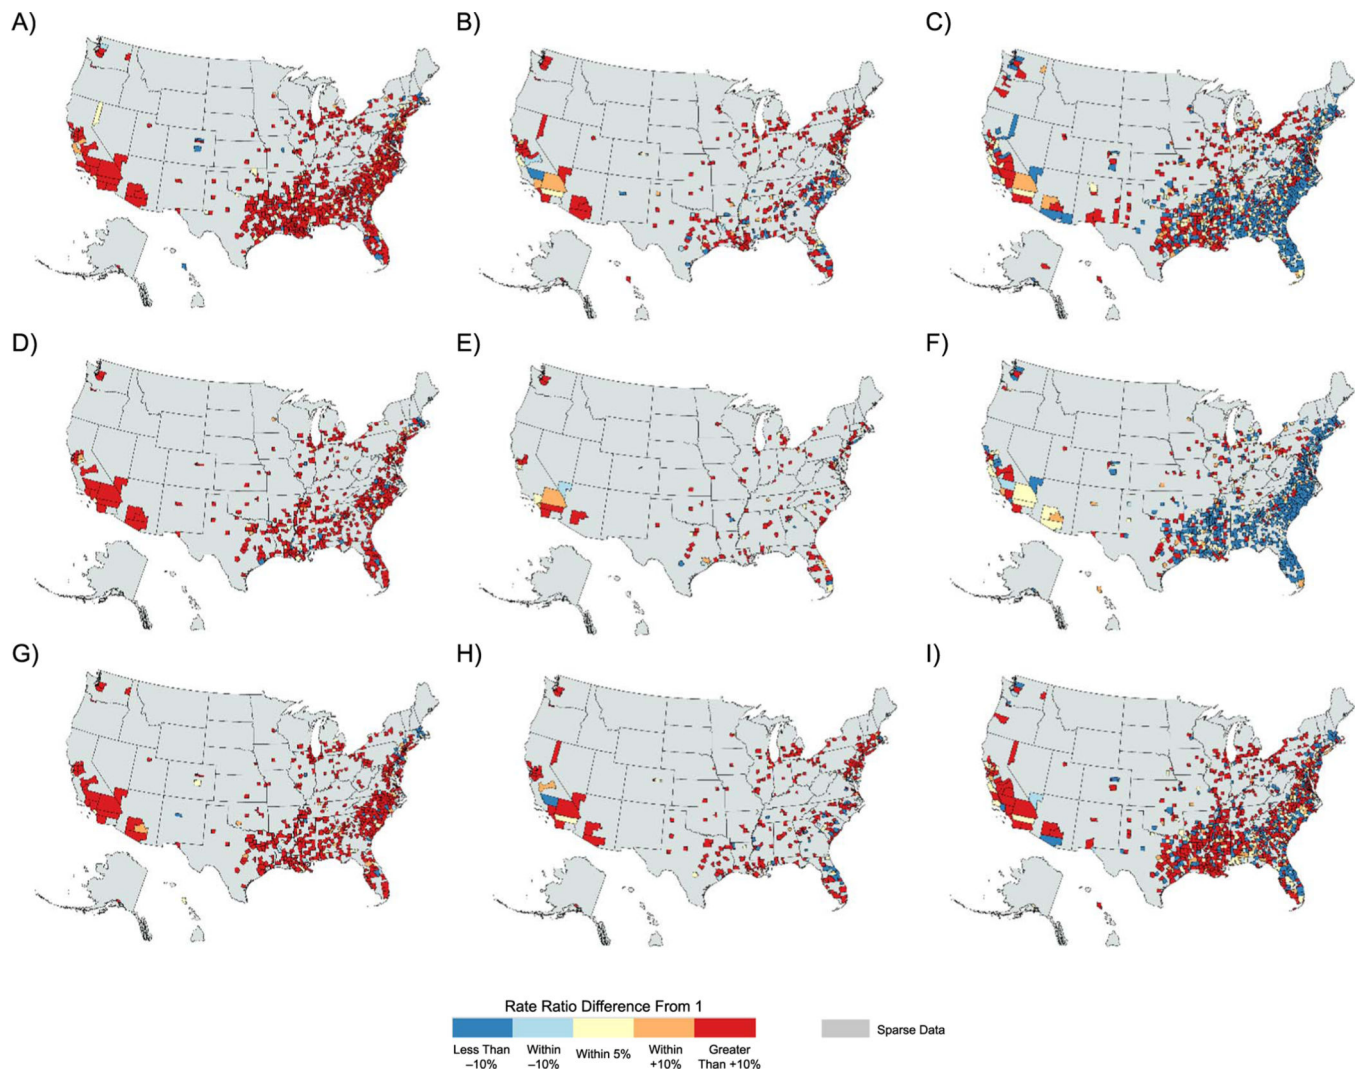 A)
B)
C)
D)
E)
F)
G)
H)
I)
Rate Ratio Difference From 1
Less Than
–10%
Within
–10%
Within 5%
Within
+10%
Greater
Than +10%
Sparse Data